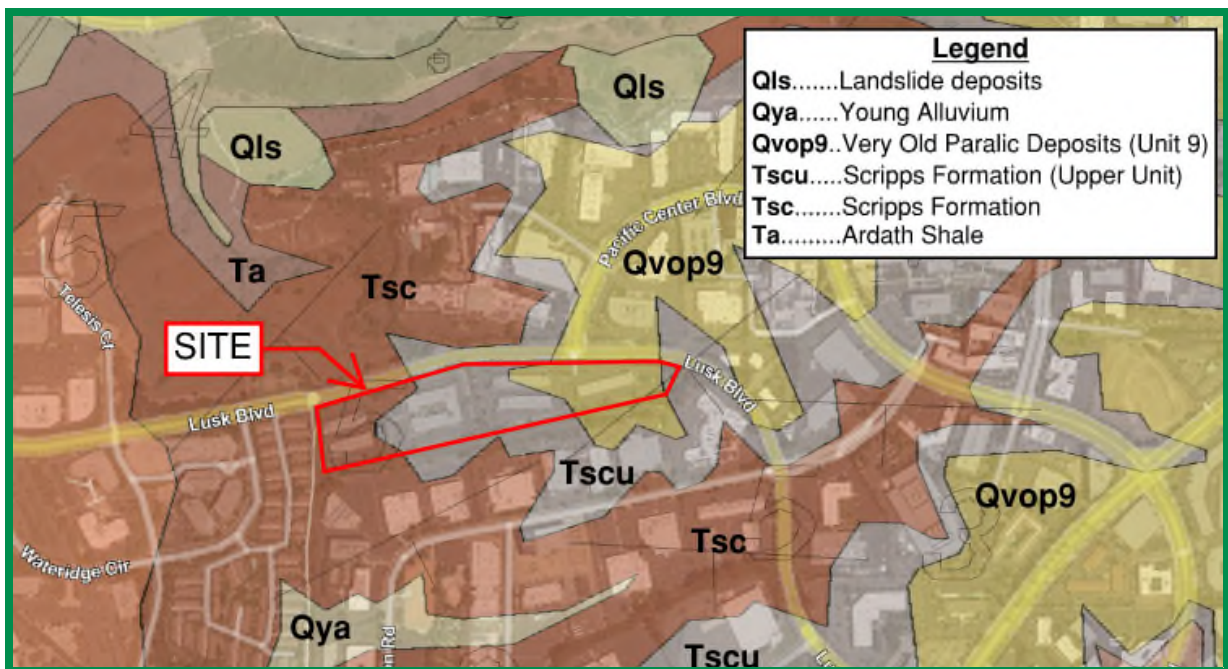 Legend
Qls.......Landslide deposits
Qya......Young Alluvium
Qvop9..Very Old Paralic Deposits (Unit 9)
Tscu.....Scripps Formation (Upper Unit)
Tsc.......Scripps Formation
Ta.........Ardath Shale
Qls
Qls
Pacific Center Blvd
Qvop9
Ta
Tsc
Telesis Ct
SITE
Lusk Blvd
Lusk Blvd
Tscu
Qvop9
Tsc
Wateridge Cir
Qya
Rd
Tscu